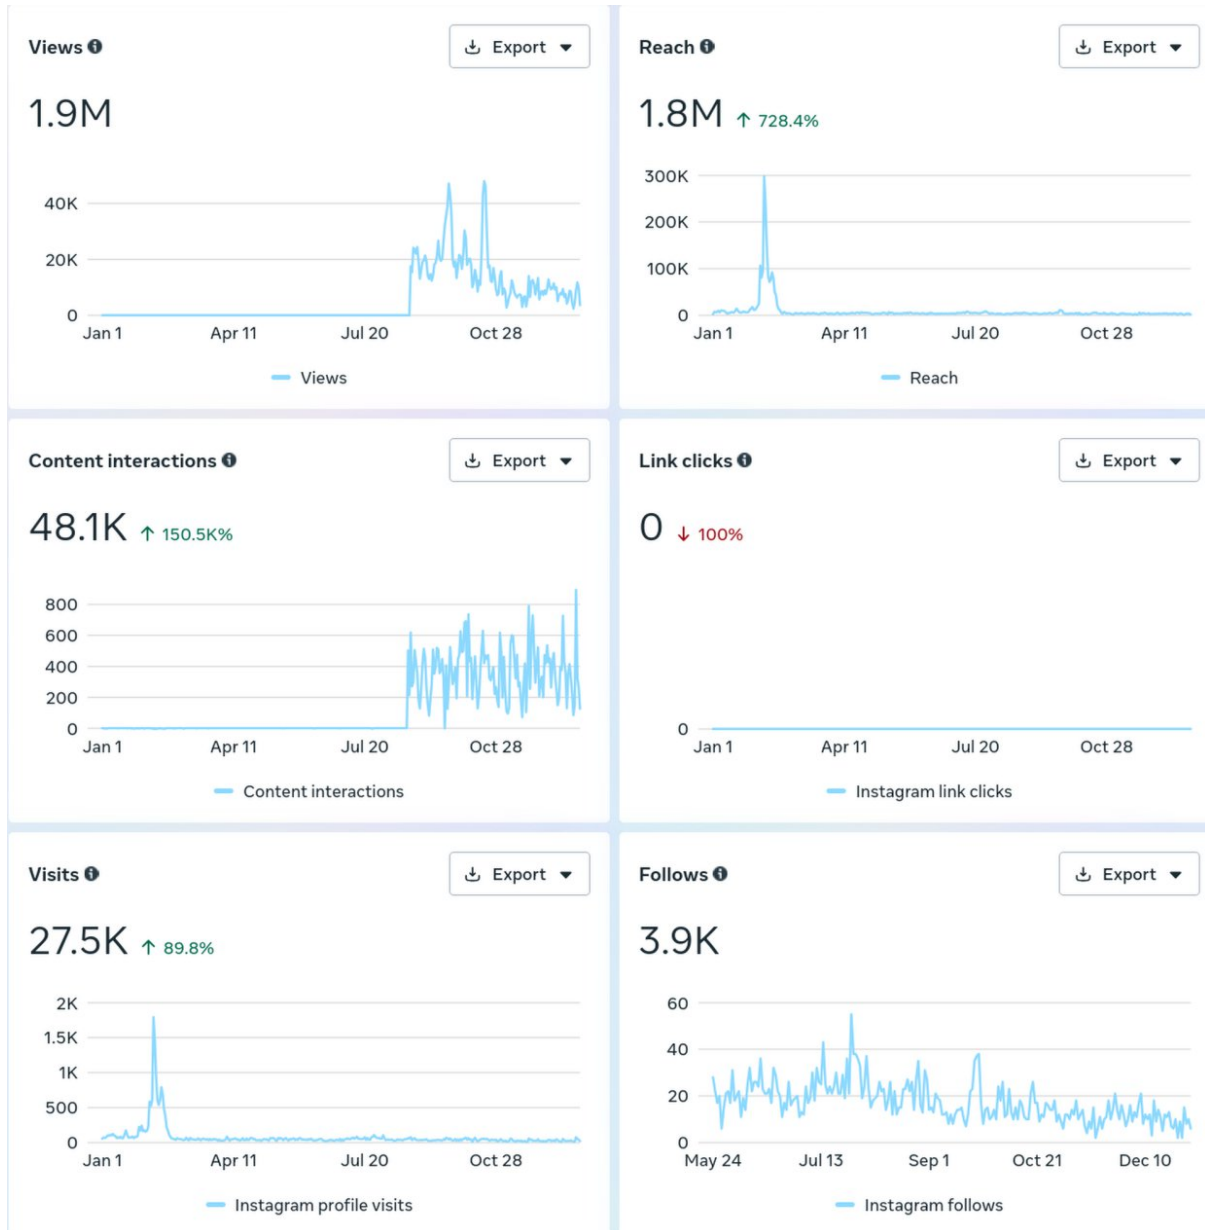 Views
Export
1.9M
40K
20K
0
Jan 1 Apr 11 Jul 20 Oct 28
Views
Reach
Export
1.8M ↑ 728.4%
300K
200K
100K
0
Jan 1 Apr 11 Jul 20 Oct 28
Reach
Content interactions
Export
48.1K ↑ 150.5K%
800
600
400
200
0
Jan 1 Apr 11 Jul 20 Oct 28
Content interactions
Link clicks
Export
0 ↓ 100%
0
Jan 1 Apr 11 Jul 20 Oct 28
Instagram link clicks
Visits
Export
27.5K ↑ 89.8%
2K
1.5K
1K
500
0
Jan 1 Apr 11 Jul 20 Oct 28
Instagram profile visits
Follows
Export
3.9K
60
40
20
0
May 24 Jul 13 Sep 1 Oct 21 Dec 10
Instagram follows